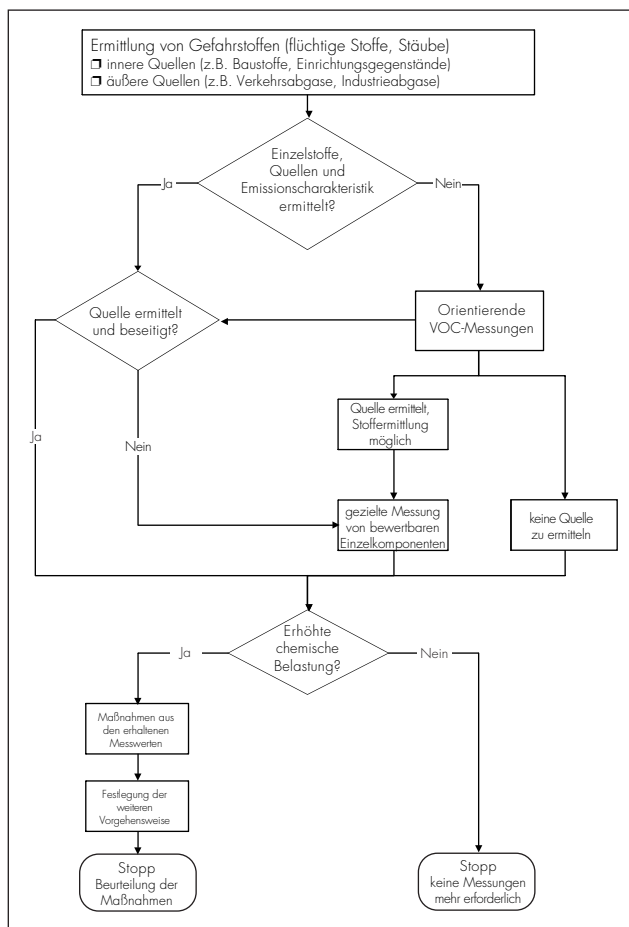 Ermittlung von Gefahrstoffen (flüchtige Stoffe, Stäube)
❒ innere Quellen (z.B. Baustoffe, Einrichtungsgegenstände)
❒ äußere Quellen (z.B. Verkehrsabgase, Industrieabgase)
Einzelstoffe,
Quellen und
Emissionscharakteristik
ermittelt?
Ja
Nein
Quelle ermittelt
und beseitigt?
Orientierende
VOC-Messungen
Quelle ermittelt,
Stoffermittlung
möglich
Ja
Nein
gezielte Messung
von bewertbaren
Einzelkomponenten
keine Quelle
zu ermitteln
Erhöhte
chemische
Belastung?
Ja
Nein
Maßnahmen aus
den erhaltenen
Messwerten
Festlegung der
weiteren
Vorgehensweise
Stopp
Beurteilung der
Maßnahmen
Stopp
keine Messungen
mehr erforderlich